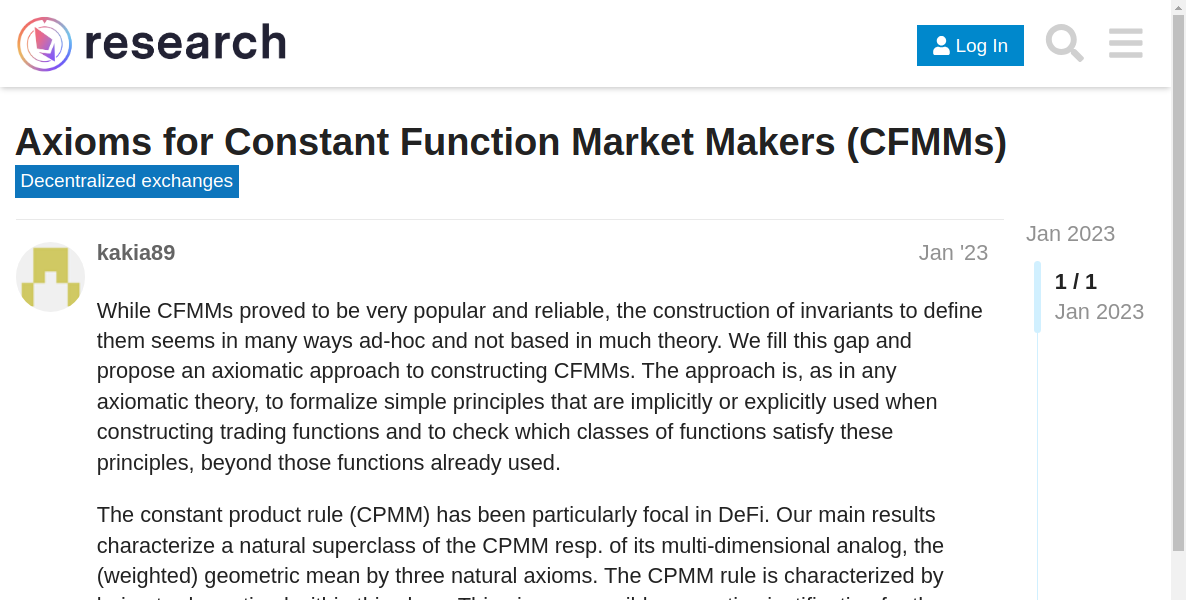 research
Log In
Axioms for Constant Function Market Makers (CFMMs)
Decentralized exchanges
Jan 2023
kakia89
Jan '23
1 / 1
Jan 2023
While CFMMs proved to be very popular and reliable, the construction of invariants to define
them seems in many ways ad-hoc and not based in much theory. We fill this gap and
propose an axiomatic approach to constructing CFMMs. The approach is, as in any
axiomatic theory, to formalize simple principles that are implicitly or explicitly used when
constructing trading functions and to check which classes of functions satisfy these
principles, beyond those functions already used.
The constant product rule (CPMM) has been particularly focal in DeFi. Our main results
characterize a natural superclass of the CPMM resp. of its multi-dimensional analog, the
(weighted) geometric mean by three natural axioms. The CPMM rule is characterized by